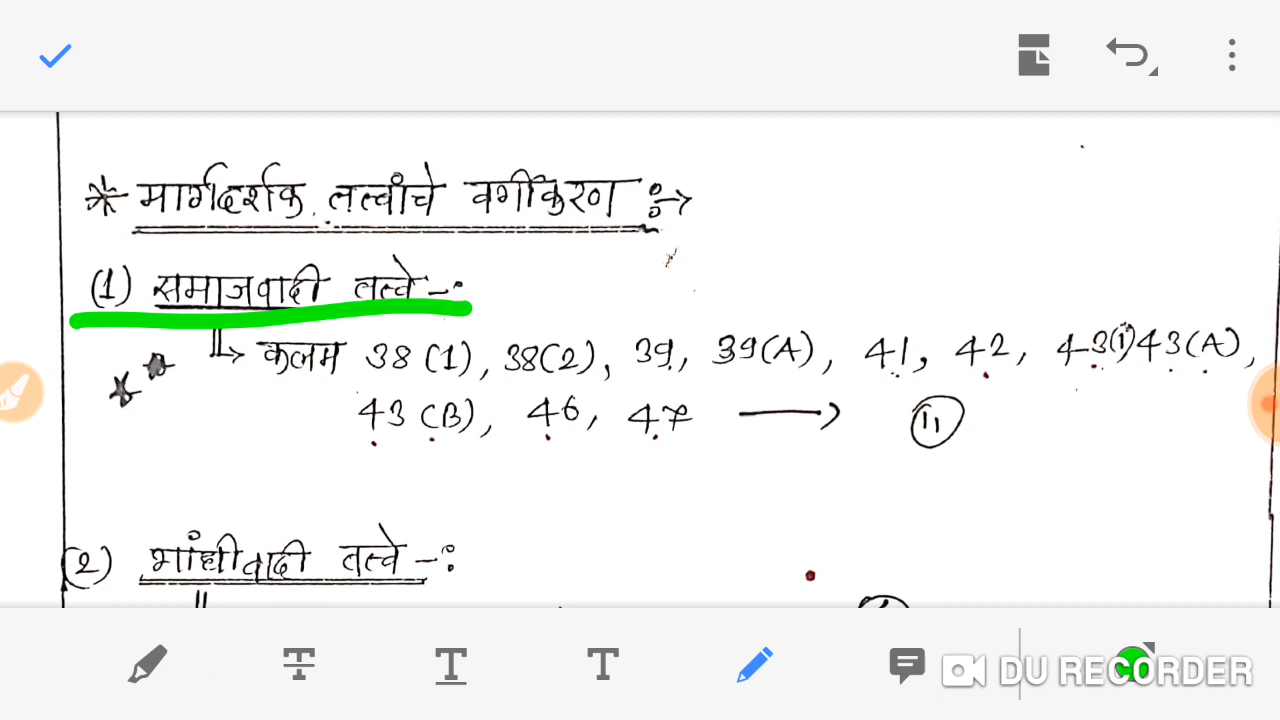 * मार्गदर्शक तत्वांचे वर्गीकरण :→
(1) समाजवादी तत्वे -:
कलम 38 (1), 38(2), 39, 39(A), 41, 42, 43(1) 43(A),
43 (B), 46, 47 → 11
(2) गांधीवादी तत्वे -:
T T T
DU RECORDER